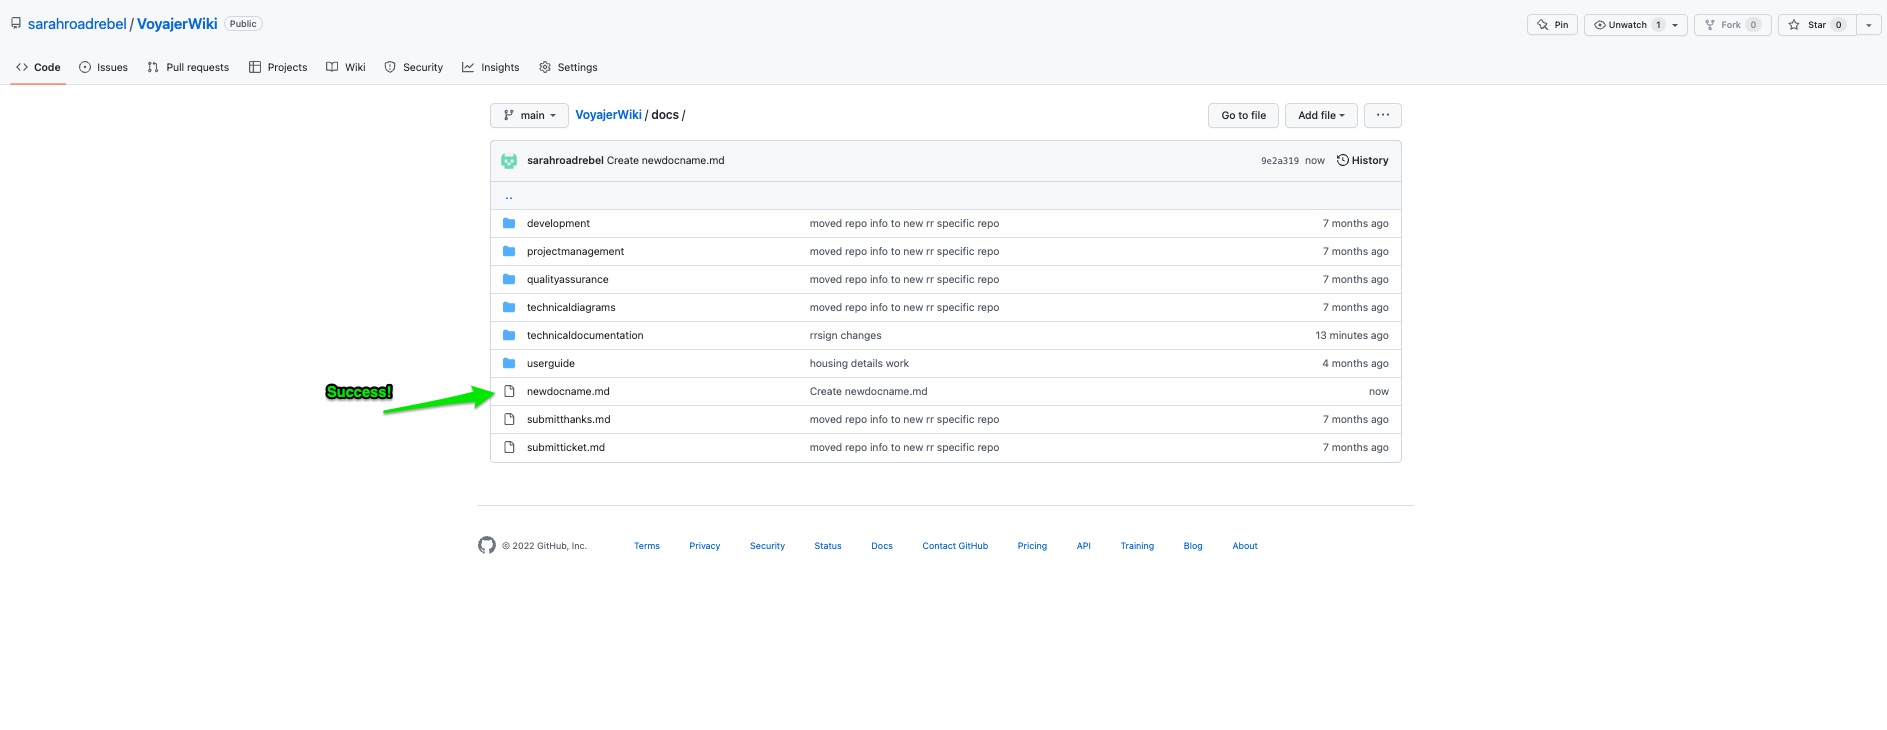 sarahroadrebel / VoyajerWiki Public
Pin Unwatch 1 Fork 0 Star 0
Code Issues Pull requests Projects Wiki Security Insights Settings
main VoyajerWiki / docs / Go to file Add file ...
sarahroadrebel Create newdocname.md 9e2a319 now History
..
development moved repo info to new rr specific repo 7 months ago
projectmanagement moved repo info to new rr specific repo 7 months ago
qualityassurance moved repo info to new rr specific repo 7 months ago
technicaldiagrams moved repo info to new rr specific repo 7 months ago
technicaldocumentation rrsign changes 13 minutes ago
userguide housing details work 4 months ago
Success! newdocname.md Create newdocname.md now
submitthanks.md moved repo info to new rr specific repo 7 months ago
submitticket.md moved repo info to new rr specific repo 7 months ago
© 2022 GitHub, Inc. Terms Privacy Security Status Docs Contact GitHub Pricing API Training Blog About